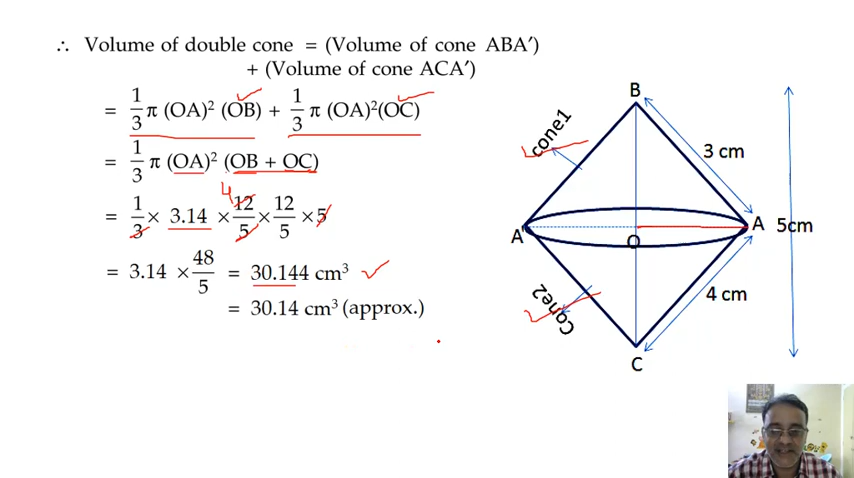 ∴ Volume of double cone = (Volume of cone ABA′)
+ (Volume of cone ACA′)
= 1/3 π (OA)² (OB) + 1/3 π (OA)²(OC)
= 1/3 π (OA)² (OB + OC)
4
= 1/3 × 3.14 × 12/5 × 12/5 × 5
= 3.14 × 48/5 = 30.144 cm³
= 30.14 cm³ (approx.)
B
cone1
3 cm
A'
O
A
5cm
Cone2
4 cm
C